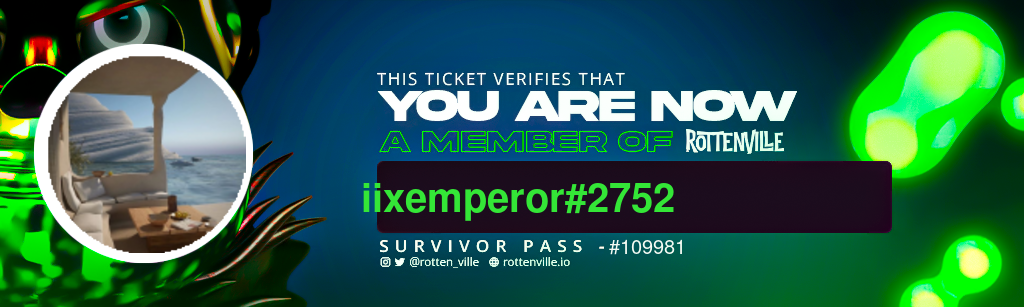 THIS TICKET VERIFIES THAT
YOU ARE NOW
A MEMBER OF ROTTENVILLE
iixemperor#2752
SURVIVOR PASS - #109981
@rotten_ville rottenville.io